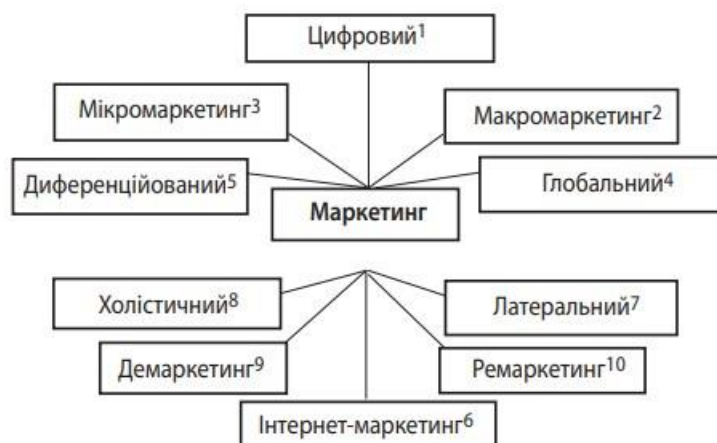 Цифровий¹
Мікромаркетинг³
Макромаркетинг²
Диференційований⁵
Глобальний⁴
Маркетинг
Холістичний⁸
Латеральний⁷
Демаркетинг⁹
Ремаркетинг¹⁰
Інтернет-маркетинг⁶